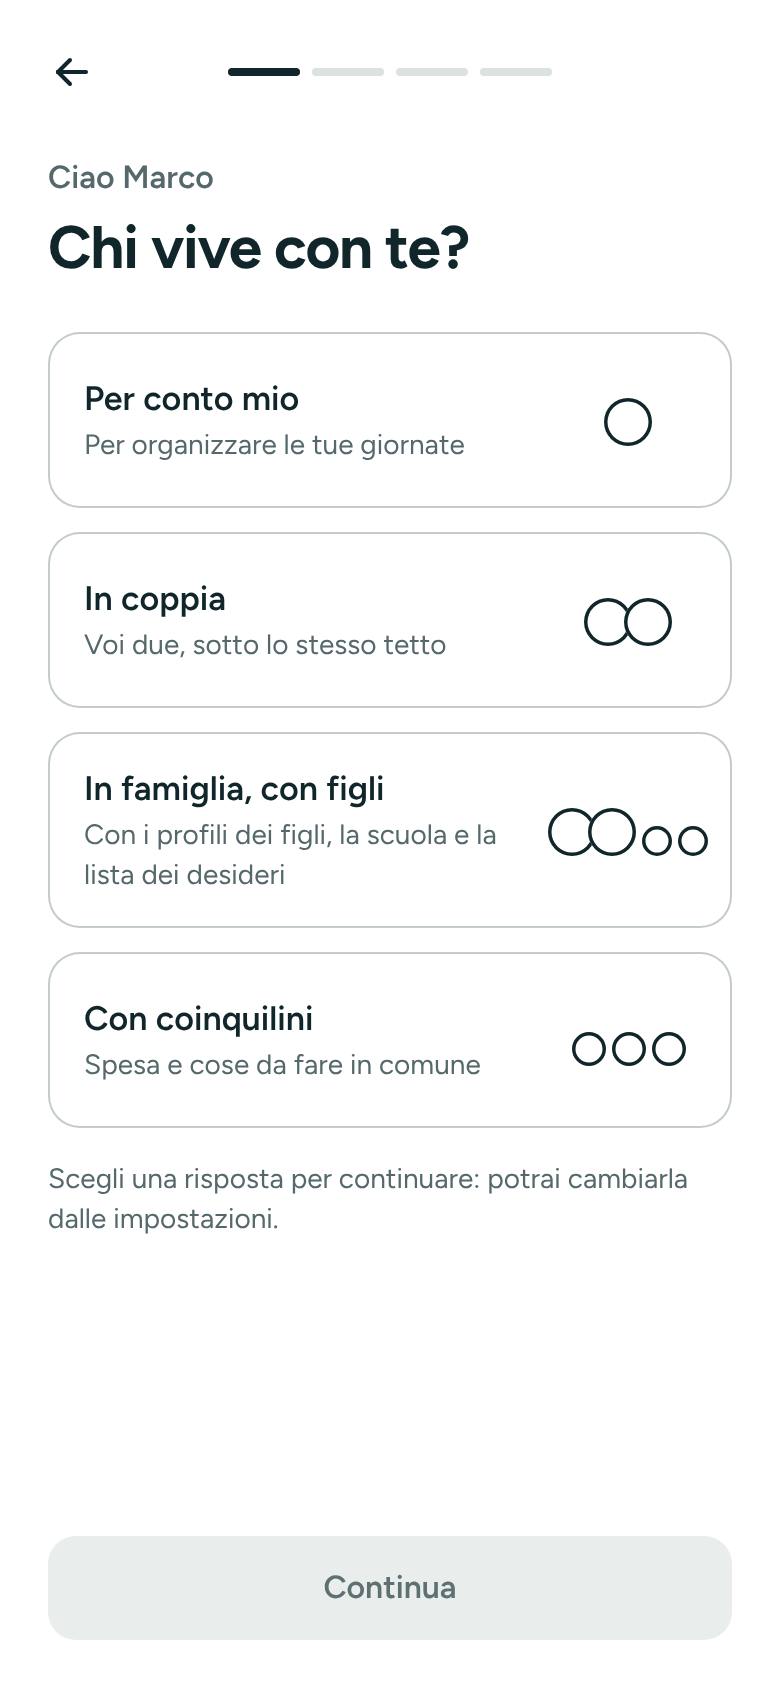 Ciao Marco
Chi vive con te?
Per conto mio
Per organizzare le tue giornate
In coppia
Voi due, sotto lo stesso tetto
In famiglia, con figli
Con i profili dei figli, la scuola e la
lista dei desideri
Con coinquilini
Spesa e cose da fare in comune
Scegli una risposta per continuare: potrai cambiarla
dalle impostazioni.
Continua